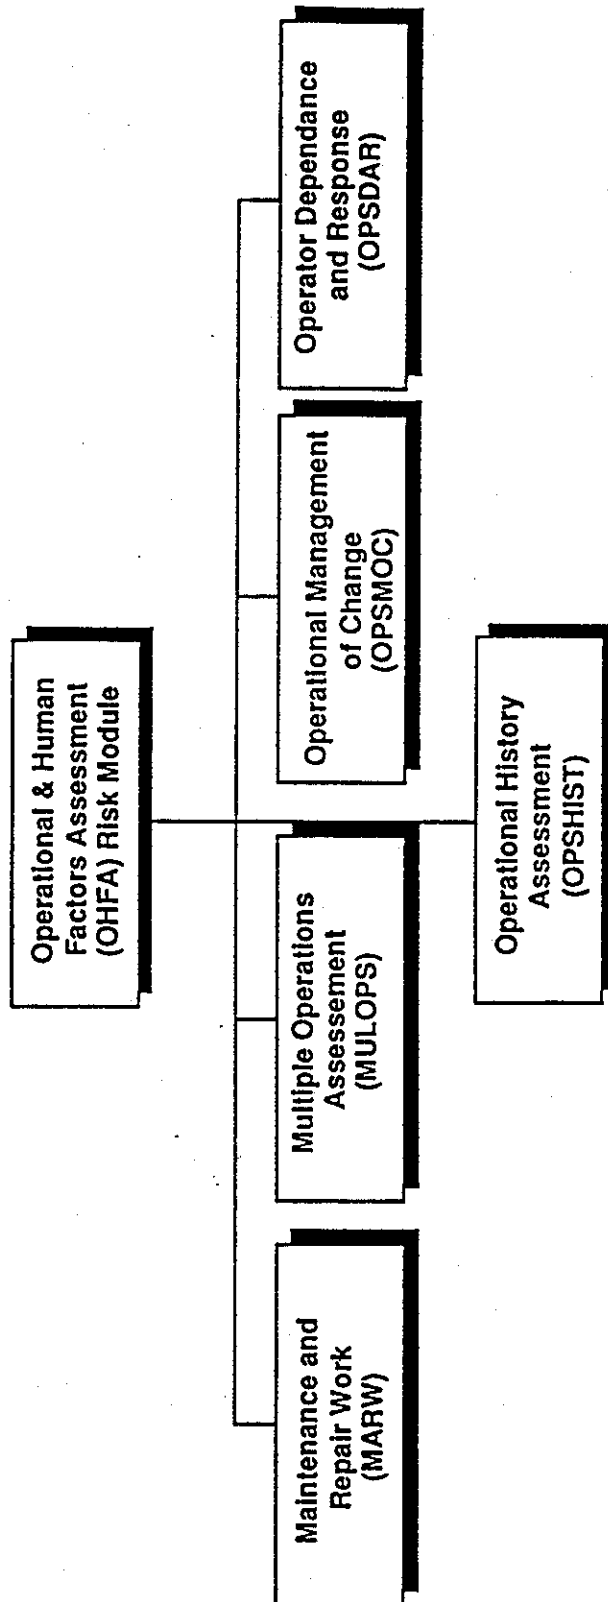 Operational & Human
Factors Assessment
(OHFA) Risk Module
Maintenance and
Repair Work
(MARW)
Multiple Operations
Assessement
(MULOPS)
Operational Management
of Change
(OPSMOC)
Operator Dependance
and Response
(OPSDAR)
Operational History
Assessment
(OPSHIST)